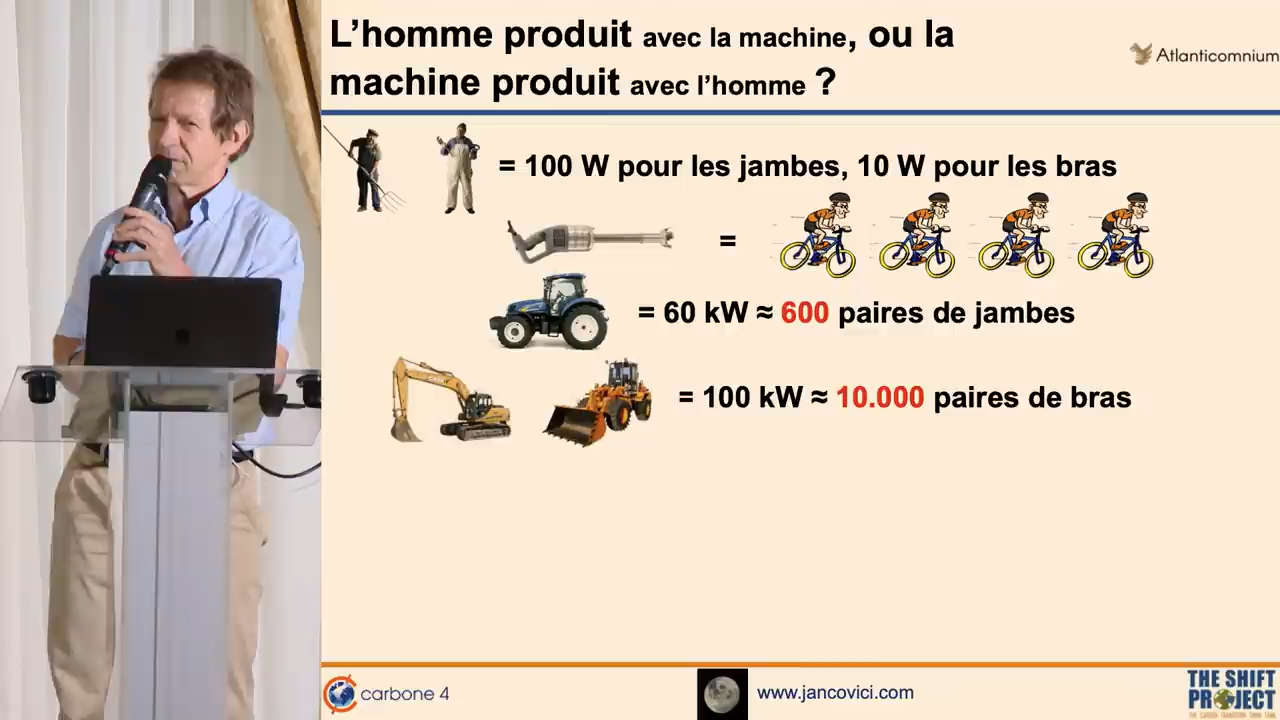 L'homme produit avec la machine, ou la
machine produit avec l'homme ?
Atlanticomnium
= 100 W pour les jambes, 10 W pour les bras
=
= 60 kW ≈ 600 paires de jambes
= 100 kW ≈ 10.000 paires de bras
carbone 4
www.jancovici.com
THE SHIFT
PROJECT